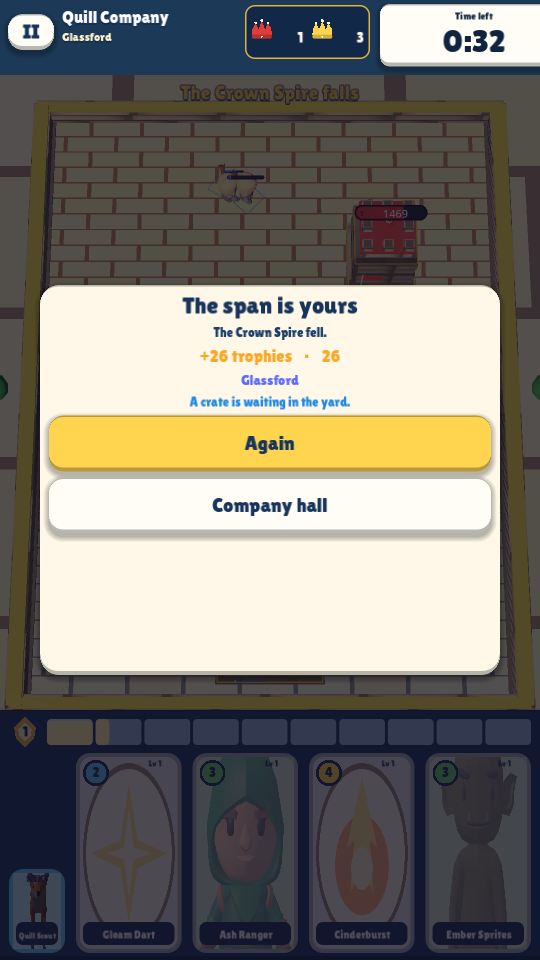 Quill Company
Glassford
1
3
Time left
0:32
The Crown Spire falls
1469
The span is yours
The Crown Spire fell.
+26 trophies · 26
Glassford
A crate is waiting in the yard.
Again
Company hall
1
2
Lv 1
3
Lv 1
4
Lv 1
3
Lv 1
Quill Scout
Gleam Dart
Ash Ranger
Cinderburst
Ember Sprites